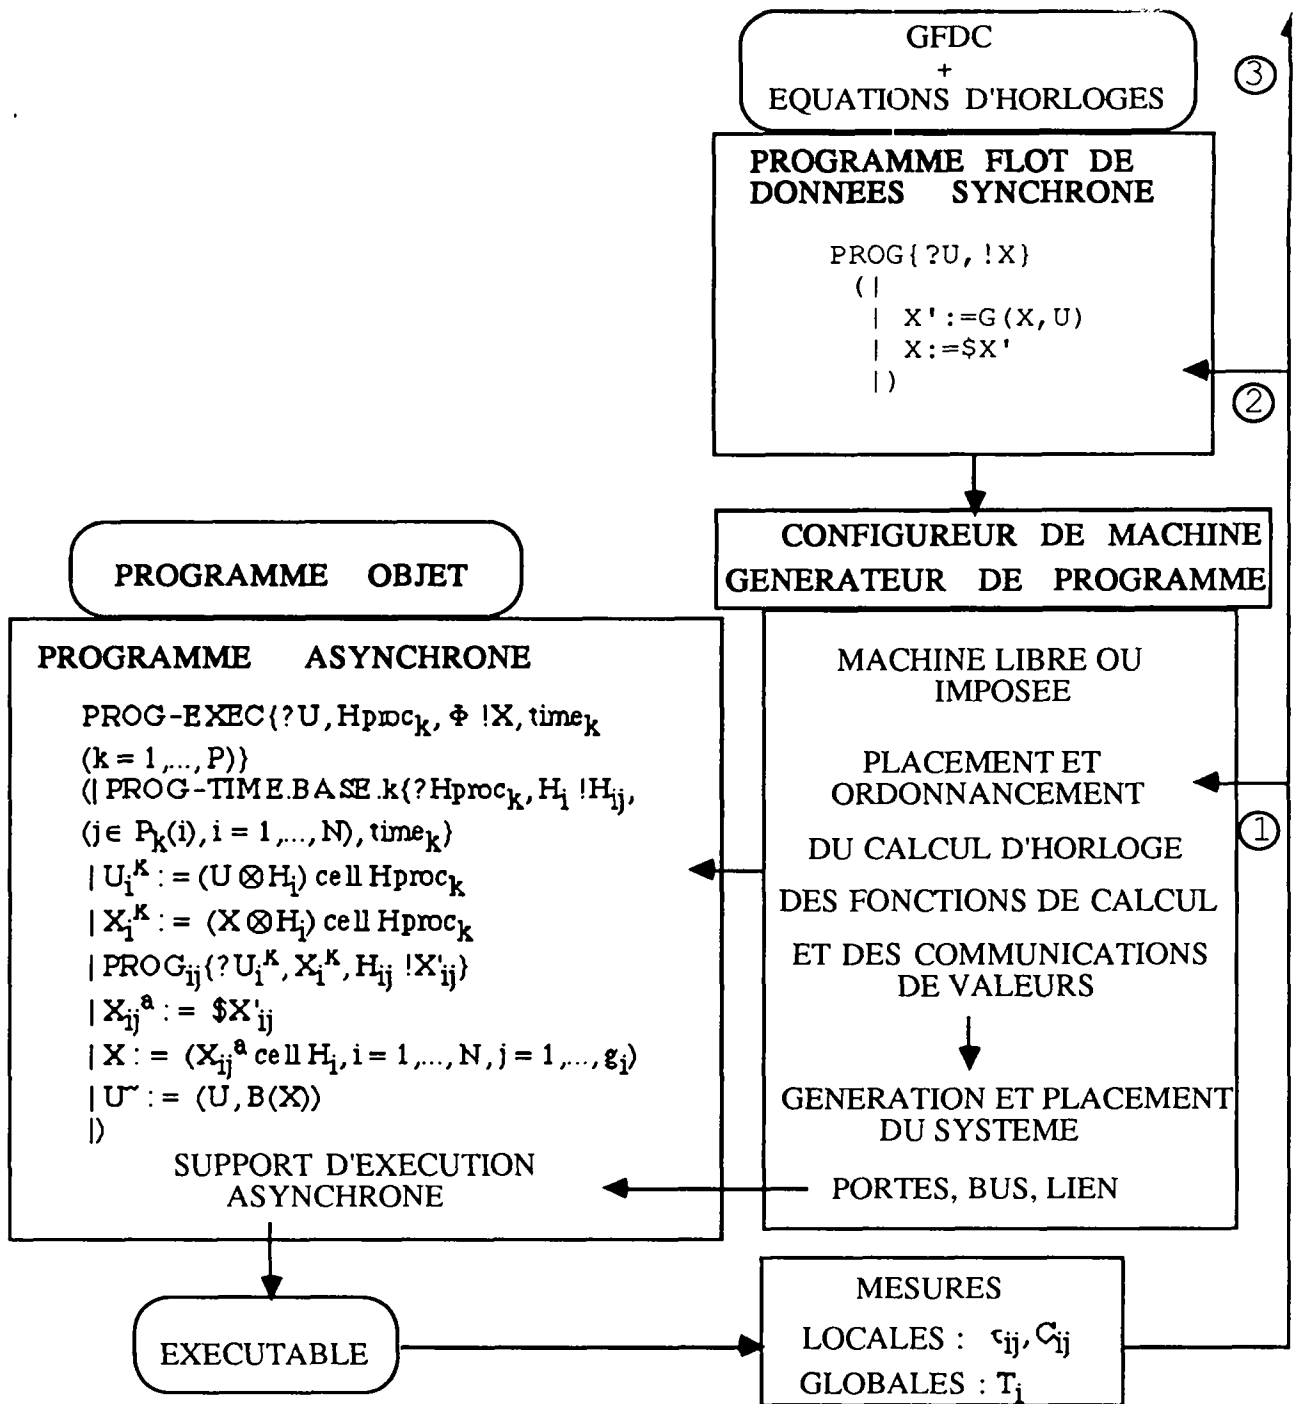 GFDC
+
EQUATIONS D'HORLOGES
③
PROGRAMME FLOT DE
DONNEES SYNCHRONE
PROG{?U, !X}
(|
| X':=G(X,U)
| X:=$X'
|)
②
CONFIGUREUR DE MACHINE
GENERATEUR DE PROGRAMME
MACHINE LIBRE OU
IMPOSEE
PLACEMENT ET
ORDONNANCEMENT
①
DU CALCUL D'HORLOGE
DES FONCTIONS DE CALCUL
ET DES COMMUNICATIONS
DE VALEURS
GENERATION ET PLACEMENT
DU SYSTEME
PORTES, BUS, LIEN
PROGRAMME OBJET
PROGRAMME ASYNCHRONE
PROG-EXEC{?U, Hproc_k, Φ !X, time_k
(k = 1,..., P)}
(| PROG-TIME.BASE.k{?Hproc_k, H_i !H_ij,
(j∈ P_k(i), i = 1,..., N), time_k}
| U_i^K := (U ⊗ H_i) cell Hproc_k
| X_i^K := (X ⊗ H_i) cell Hproc_k
| PROG_ij{?U_i^K, X_i^K, H_ij !X'_ij}
| X_ij^a := $X'_ij
| X := (X_ij^a cell H_i, i = 1,..., N, j = 1,..., g_i)
| U~ := (U, B(X))
|)
SUPPORT D'EXECUTION
ASYNCHRONE
EXECUTABLE
MESURES
LOCALES : τ_ij, C_ij
GLOBALES : T_i